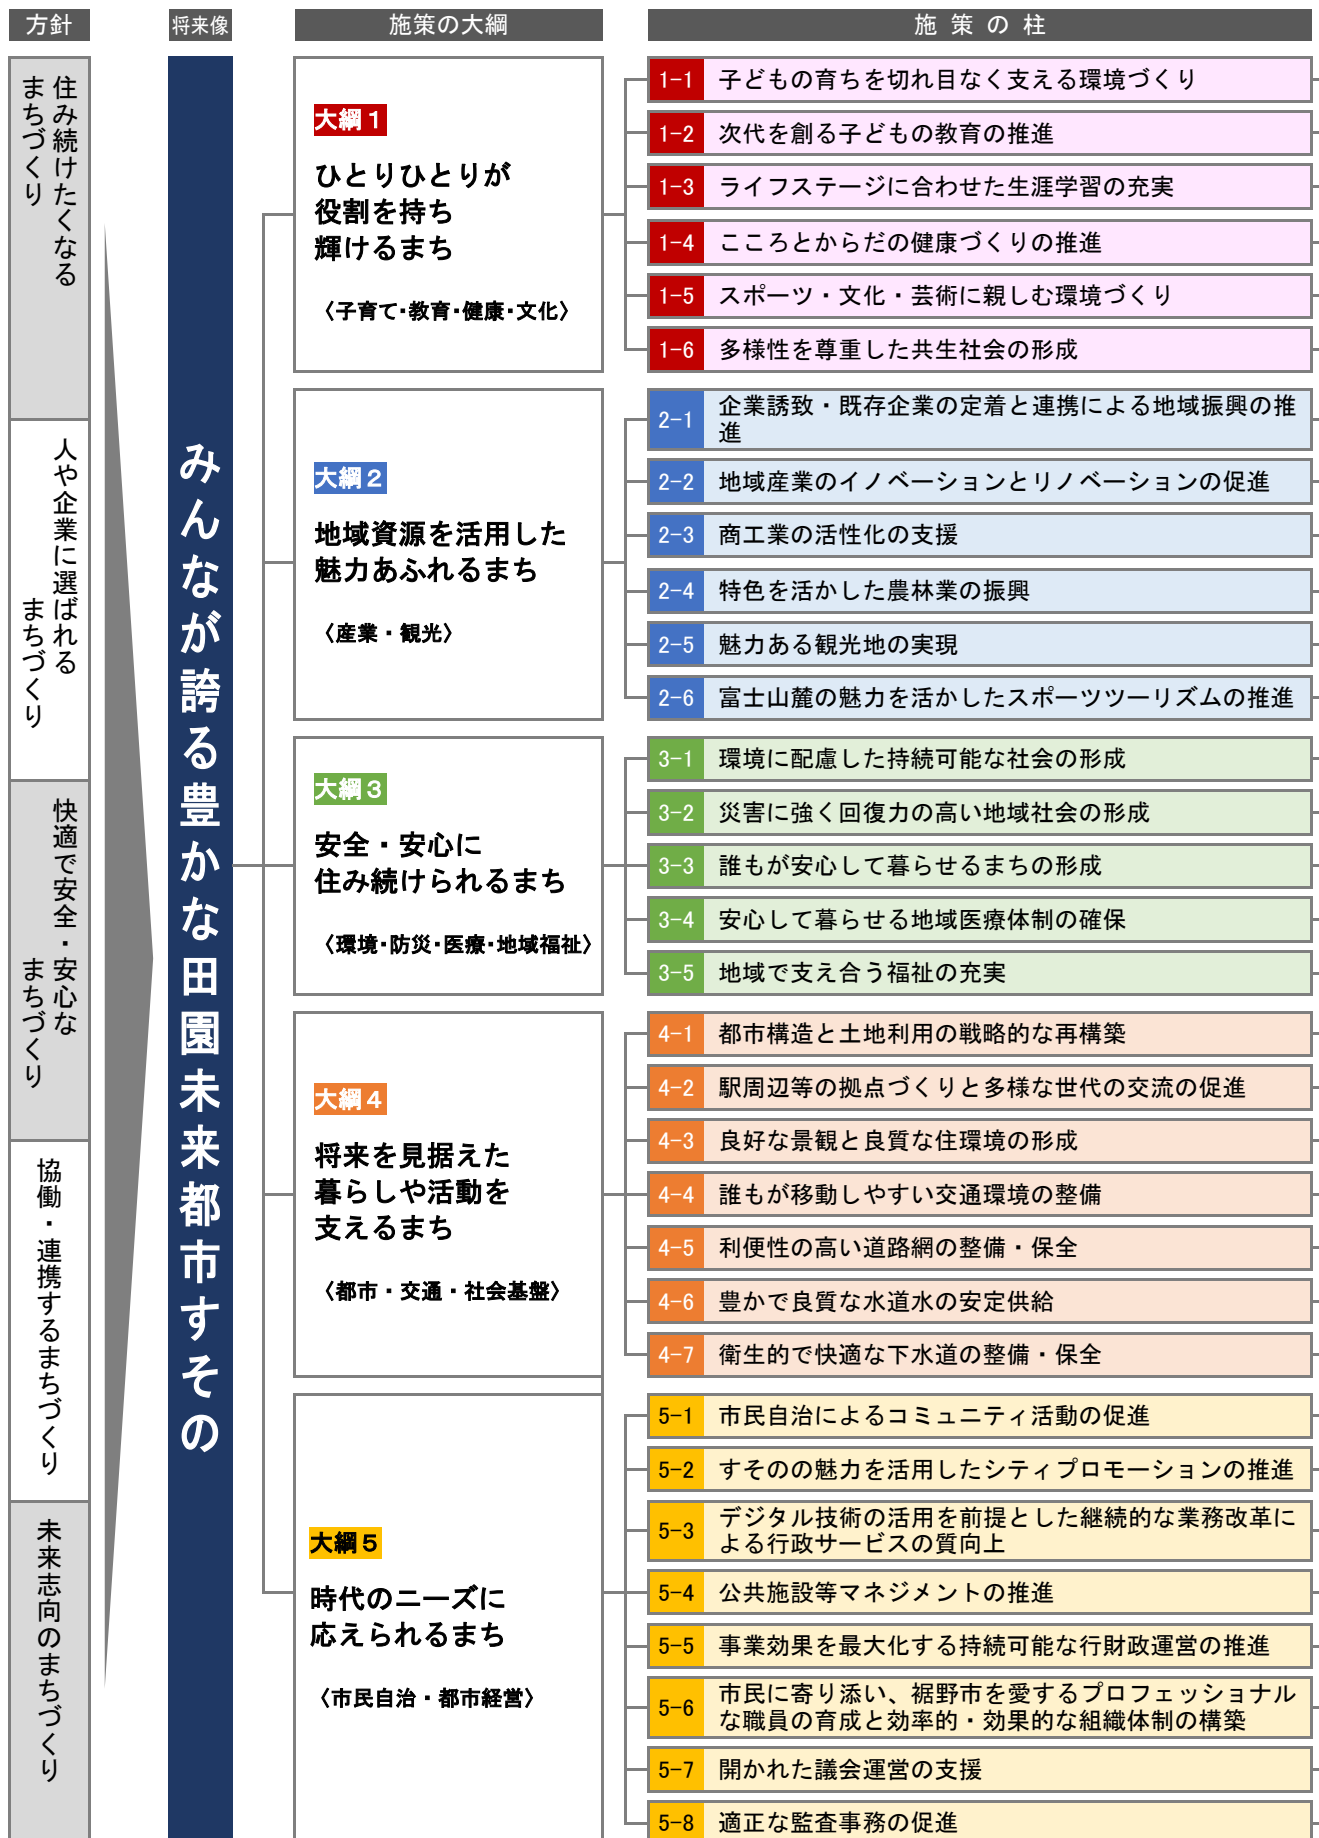 方針
将来像
施策の大綱
施策の柱
住み続けたくなる
まちづくり
人や企業に選ばれる
まちづくり
快適で安全・安心な
まちづくり
協働・連携するまちづくり
未来志向のまちづくり
みんなが誇る豊かな田園未来都市すその
大綱1
ひとりひとりが
役割を持ち
輝けるまち
〈子育て・教育・健康・文化〉
1-1 子どもの育ちを切れ目なく支える環境づくり
1-2 次代を創る子どもの教育の推進
1-3 ライフステージに合わせた生涯学習の充実
1-4 こころとからだの健康づくりの推進
1-5 スポーツ・文化・芸術に親しむ環境づくり
1-6 多様性を尊重した共生社会の形成
大綱2
地域資源を活用した
魅力あふれるまち
〈産業・観光〉
2-1 企業誘致・既存企業の定着と連携による地域振興の推
進
2-2 地域産業のイノベーションとリノベーションの促進
2-3 商工業の活性化の支援
2-4 特色を活かした農林業の振興
2-5 魅力ある観光地の実現
2-6 富士山麓の魅力を活かしたスポーツツーリズムの推進
大綱3
安全・安心に
住み続けられるまち
〈環境・防災・医療・地域福祉〉
3-1 環境に配慮した持続可能な社会の形成
3-2 災害に強く回復力の高い地域社会の形成
3-3 誰もが安心して暮らせるまちの形成
3-4 安心して暮らせる地域医療体制の確保
3-5 地域で支え合う福祉の充実
大綱4
将来を見据えた
暮らしや活動を
支えるまち
〈都市・交通・社会基盤〉
4-1 都市構造と土地利用の戦略的な再構築
4-2 駅周辺等の拠点づくりと多様な世代の交流の促進
4-3 良好な景観と良質な住環境の形成
4-4 誰もが移動しやすい交通環境の整備
4-5 利便性の高い道路網の整備・保全
4-6 豊かで良質な水道水の安定供給
4-7 衛生的で快適な下水道の整備・保全
大綱5
時代のニーズに
応えられるまち
〈市民自治・都市経営〉
5-1 市民自治によるコミュニティ活動の促進
5-2 すそのの魅力を活用したシティプロモーションの推進
5-3 デジタル技術の活用を前提とした継続的な業務改革に
よる行政サービスの質向上
5-4 公共施設等マネジメントの推進
5-5 事業効果を最大化する持続可能な行財政運営の推進
5-6 市民に寄り添い、裾野市を愛するプロフェッショナル
な職員の育成と効率的・効果的な組織体制の構築
5-7 開かれた議会運営の支援
5-8 適正な監査事務の促進